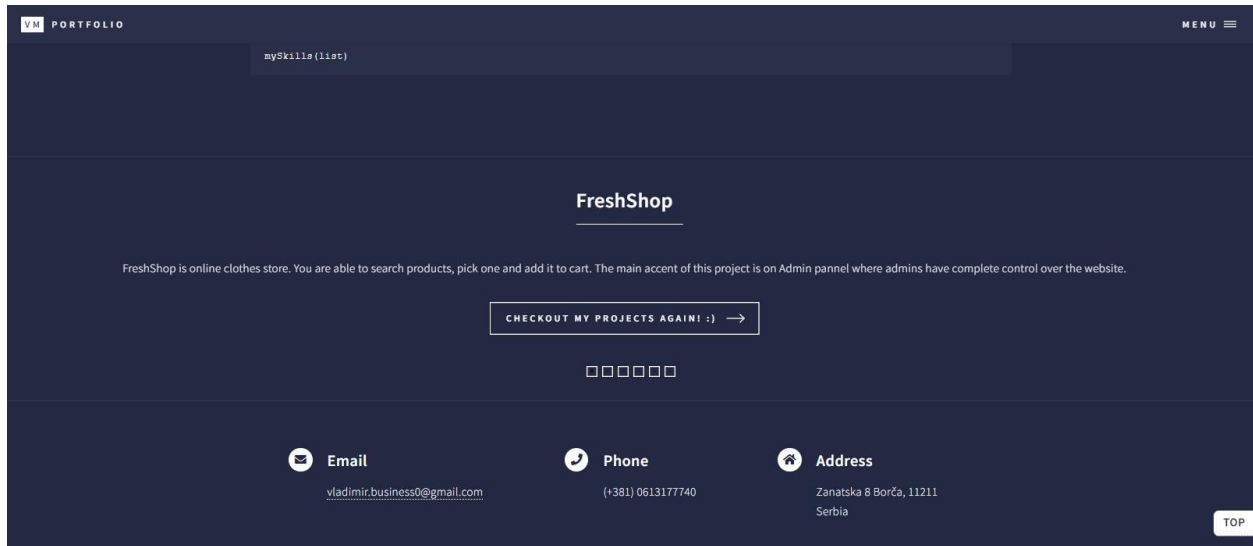 VM PORTFOLIO
MENU
mySkills(list)
FreshShop
FreshShop is online clothes store. You are able to search products, pick one and add it to cart. The main accent of this project is on Admin pannel where admins have complete control over the website.
CHECKOUT MY PROJECTS AGAIN! :)
Email
vladimir.business0@gmail.com
Phone
(+381) 0613177740
Address
Zanatska 8 Borča, 11211
Serbia
TOP